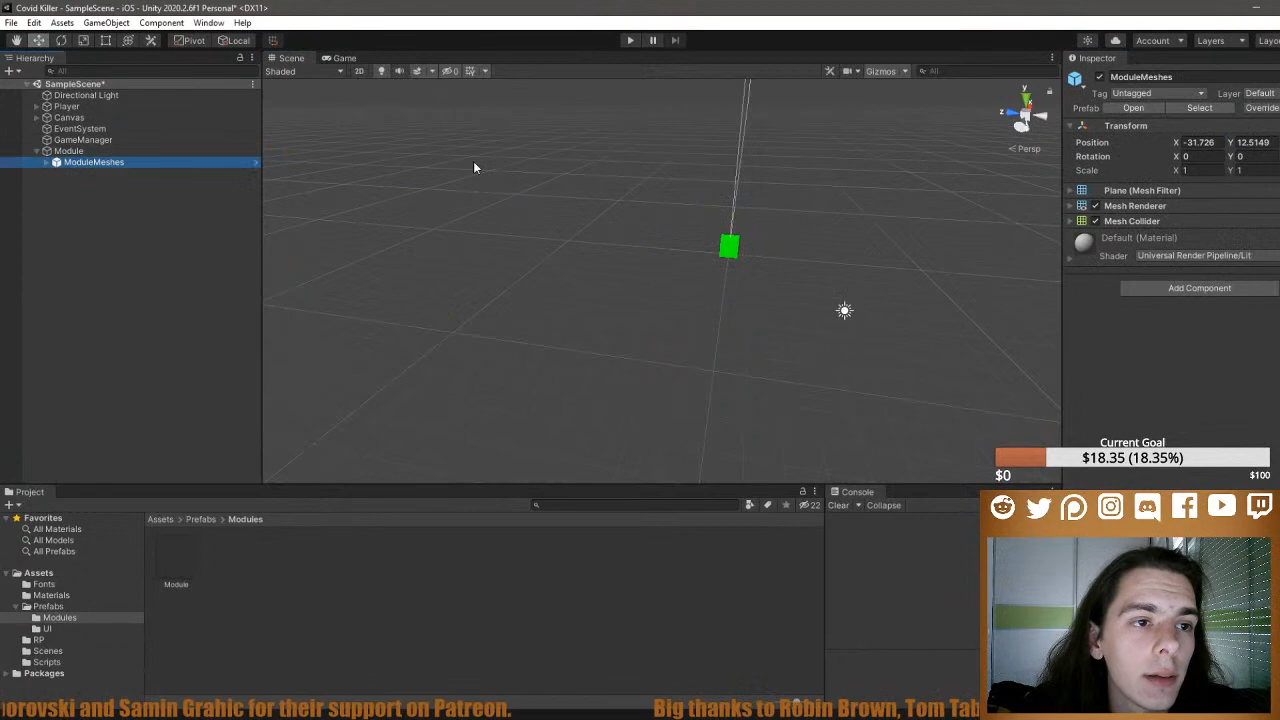 Covid Killer - SampleScene - iOS - Unity 2020.2.6f1 Personal* <DX11>
File Edit Assets GameObject Component Window Help
Pivot Local Account Layers Layo
Hierarchy
All
SampleScene*
Directional Light
Player
Canvas
EventSystem
GameManager
Module
ModuleMeshes
Scene Game
Shaded 2D 0 Gizmos All
y
x
z
Persp
Inspector
ModuleMeshes
Tag Untagged Layer Default
Prefab Open Select Override
Transform
Position X -31.726 Y 12.5149
Rotation X 0 Y 0
Scale X 1 Y 1
Plane (Mesh Filter)
Mesh Renderer
Mesh Collider
Default (Material)
Shader Universal Render Pipeline/Lit
Add Component
Current Goal
$18.35 (18.35%)
$0 $100
Project
22
Favorites
All Materials
All Models
All Prefabs
Assets
Fonts
Materials
Prefabs
Modules
UI
RP
Scenes
Scripts
Packages
Assets > Prefabs > Modules
Module
Console
Clear Collapse
orovski and Samin Grahic for their support on Patreon. Big thanks to Robin Brown, Tom Tab